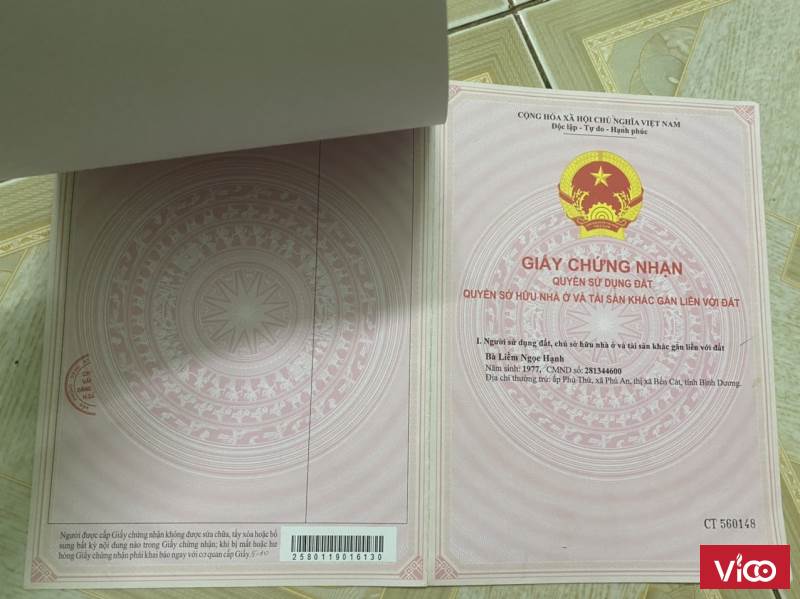 CỘNG HÒA XÃ HỘI CHỦ NGHĨA VIỆT NAM
Độc lập - Tự do - Hạnh phúc
GIẤY CHỨNG NHẬN
QUYỀN SỬ DỤNG ĐẤT
QUYỀN SỞ HỮU NHÀ Ở VÀ TÀI SẢN KHÁC GẮN LIỀN VỚI ĐẤT
I. Người sử dụng đất, chủ sở hữu nhà ở và tài sản khác gắn liền với đất
Bà Liềm Ngọc Hạnh
Năm sinh: 1977, CMND số: 281344600
Địa chỉ thường trú: ấp Phú Thứ, xã Phú An, thị xã Bến Cát, tỉnh Bình Dương.
CT 560148
Người được cấp Giấy chứng nhận không được sửa chữa, tẩy xóa hoặc bổ
sung bất kỳ nội dung nào trong Giấy chứng nhận; khi bị mất hoặc hư
hỏng Giấy chứng nhận phải khai báo ngay với cơ quan cấp Giấy.
2580119016130
Vico